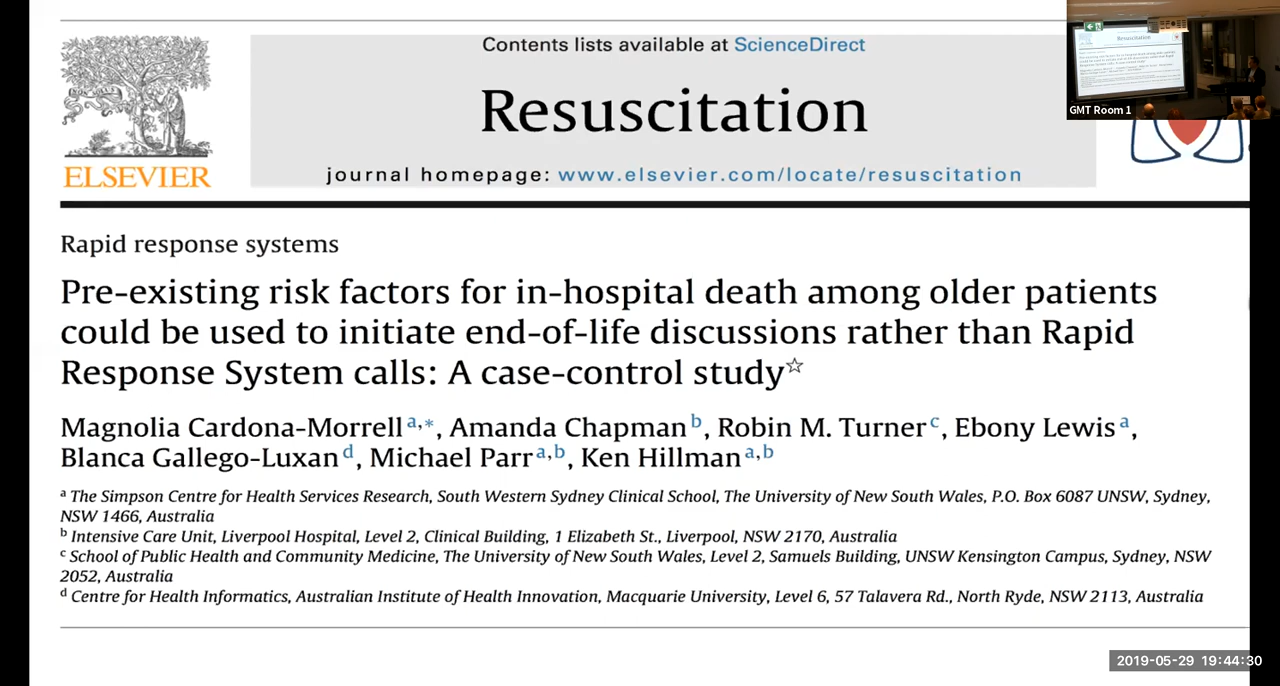 Contents lists available at ScienceDirect
Resuscitation
journal homepage: www.elsevier.com/locate/resuscitation
ELSEVIER
GMT Room 1
Rapid response systems
Pre-existing risk factors for in-hospital death among older patients
could be used to initiate end-of-life discussions rather than Rapid
Response System calls: A case-control study☆
Magnolia Cardona-Morrell a,*, Amanda Chapman b, Robin M. Turner c, Ebony Lewis a,
Blanca Gallego-Luxan d, Michael Parr a,b, Ken Hillman a,b
a The Simpson Centre for Health Services Research, South Western Sydney Clinical School, The University of New South Wales, P.O. Box 6087 UNSW, Sydney,
NSW 1466, Australia
b Intensive Care Unit, Liverpool Hospital, Level 2, Clinical Building, 1 Elizabeth St., Liverpool, NSW 2170, Australia
c School of Public Health and Community Medicine, The University of New South Wales, Level 2, Samuels Building, UNSW Kensington Campus, Sydney, NSW
2052, Australia
d Centre for Health Informatics, Australian Institute of Health Innovation, Macquarie University, Level 6, 57 Talavera Rd., North Ryde, NSW 2113, Australia
2019-05-29 19:44:30